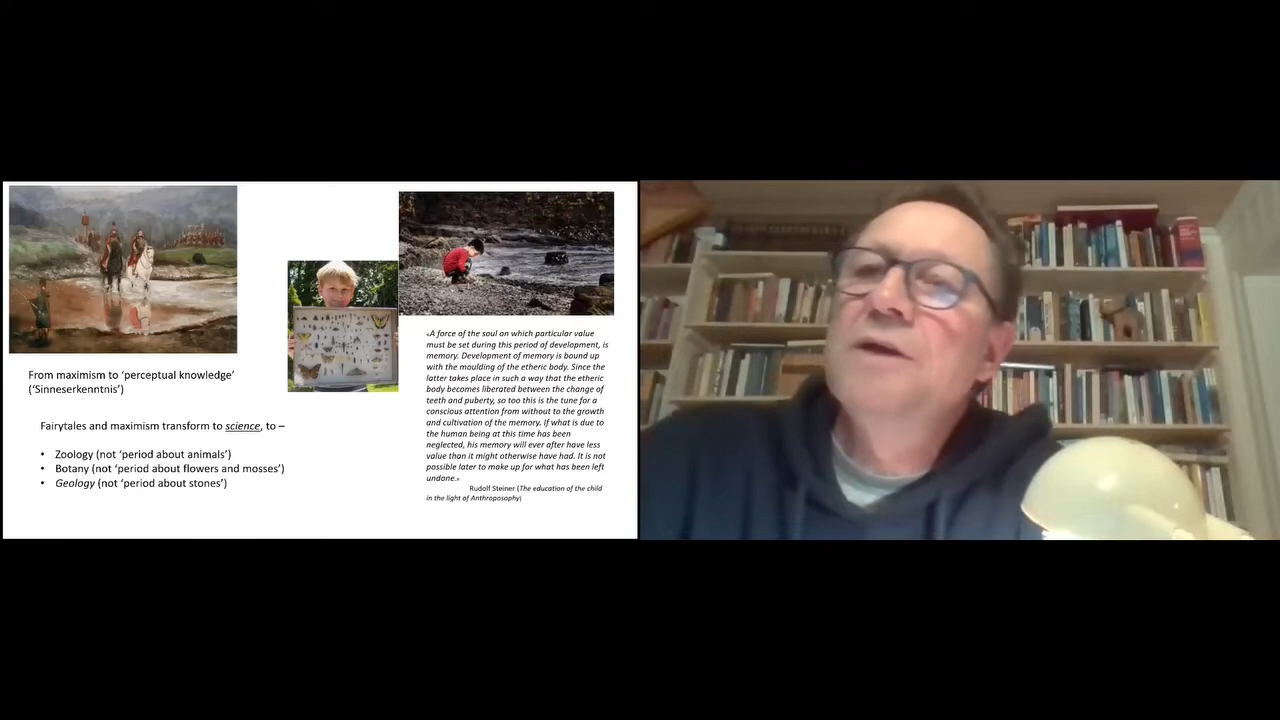 From maximism to ‘perceptual knowledge’
(‘Sinneserkenntnis’)
Fairytales and maximism transform to science, to –
• Zoology (not ‘period about animals’)
• Botany (not ‘period about flowers and mosses’)
• Geology (not ‘period about stones’)
«A force of the soul on which particular value
must be set during this period of development, is
memory. Development of memory is bound up
with the moulding of the etheric body. Since the
latter takes place in such a way that the etheric
body becomes liberated between the change of
teeth and puberty, so too this is the tune for a
conscious attention from without to the growth
and cultivation of the memory. If what is due to
the human being at this time has been
neglected, his memory will ever after have less
value than it might otherwise have had. It is not
possible later to make up for what has been left
undone.»
Rudolf Steiner (The education of the child
in the light of Anthroposophy)